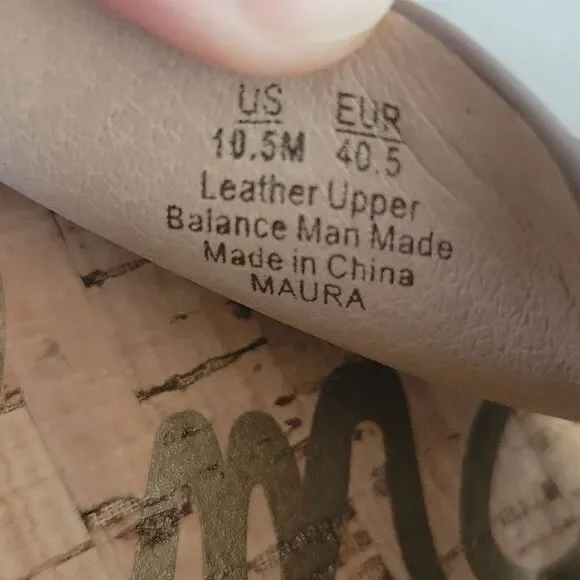 US EUR
10.5M 40.5
Leather Upper
Balance Man Made
Made in China
MAURA